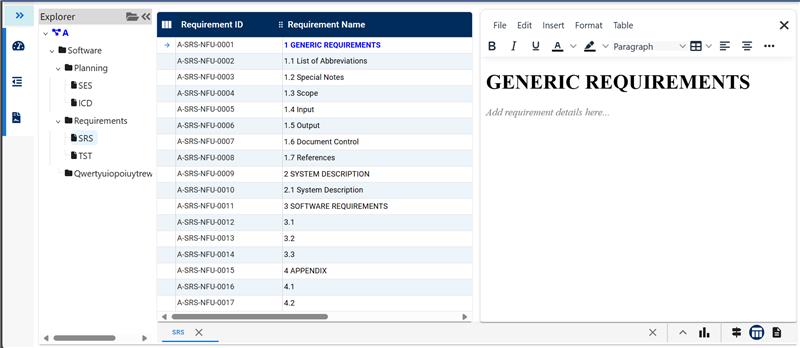 Explorer
A
Software
Planning
SES
ICD
Requirements
SRS
TST
Qwertyuiopoiuytrew
Requirement ID Requirement Name
A-SRS-NFU-0001 1 GENERIC REQUIREMENTS
A-SRS-NFU-0002 1.1 List of Abbreviations
A-SRS-NFU-0003 1.2 Special Notes
A-SRS-NFU-0004 1.3 Scope
A-SRS-NFU-0005 1.4 Input
A-SRS-NFU-0006 1.5 Output
A-SRS-NFU-0007 1.6 Document Control
A-SRS-NFU-0008 1.7 References
A-SRS-NFU-0009 2 SYSTEM DESCRIPTION
A-SRS-NFU-0010 2.1 System Description
A-SRS-NFU-0011 3 SOFTWARE REQUIREMENTS
A-SRS-NFU-0012 3.1
A-SRS-NFU-0013 3.2
A-SRS-NFU-0014 3.3
A-SRS-NFU-0015 4 APPENDIX
A-SRS-NFU-0016 4.1
A-SRS-NFU-0017 4.2
SRS
File Edit Insert Format Table
B I U A Paragraph
GENERIC REQUIREMENTS
Add requirement details here...